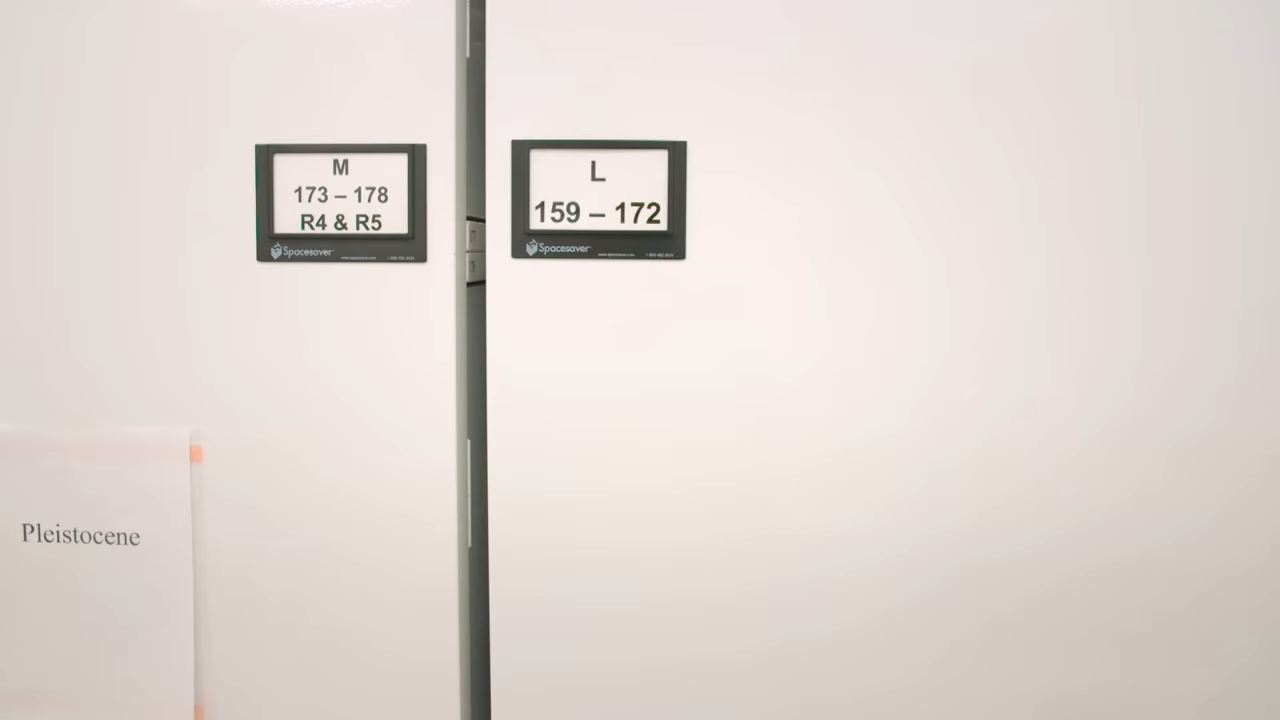 M
173 – 178
R4 & R5
Spacesaver
L
159 – 172
Spacesaver
Pleistocene